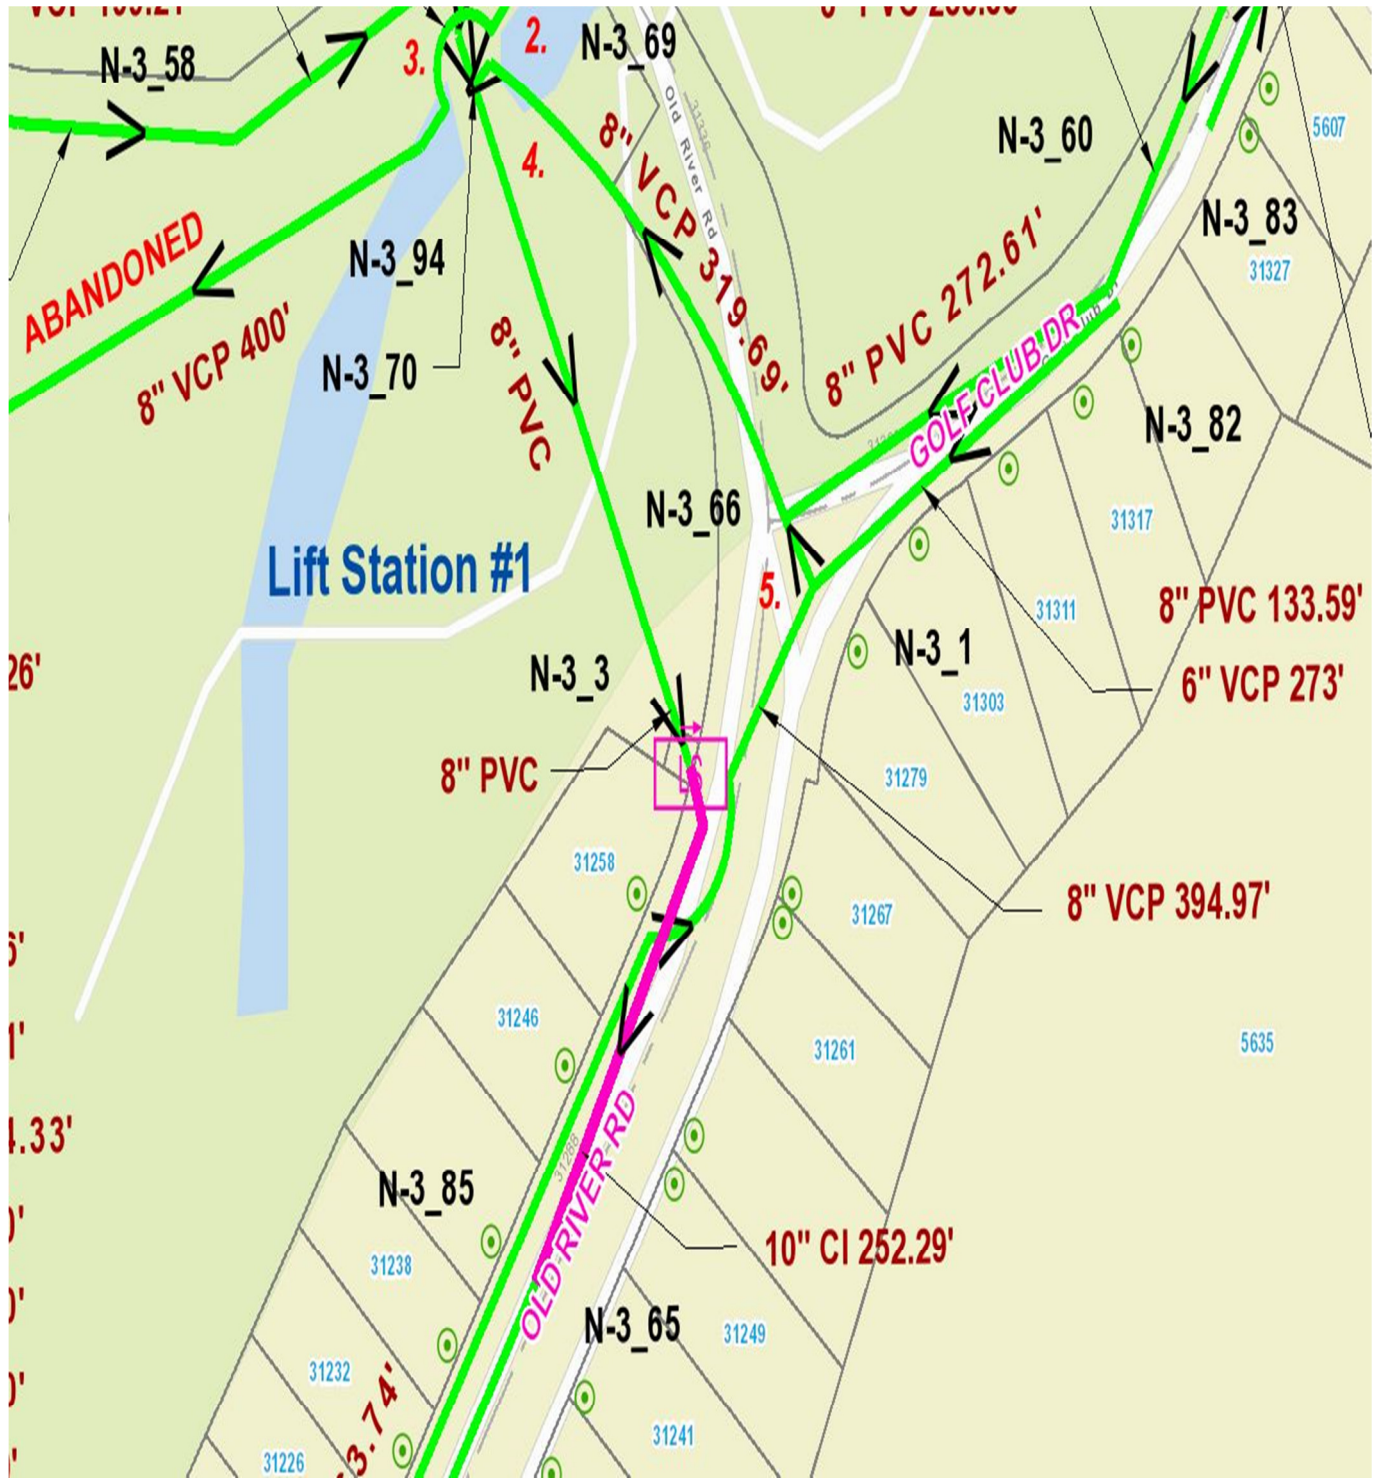 2.
N-3_69
3.
N-3_58
Old River Rd
31336
5607
N-3_60
8" VCP 319.69'
4.
N-3_83
ABANDONED
N-3_94
31327
8" PVC 272.61'
8" VCP 400'
8" PVC
N-3_70
GOLF CLUB DR
N-3_82
N-3_66
31317
Lift Station #1
5.
31311
8" PVC 133.59'
N-3_1
26'
N-3_3
6" VCP 273'
31303
8" PVC
31279
31258
31267
8" VCP 394.97'
31246
31261
5635
31288
OLD RIVER RD
N-3_85
10" CI 252.29'
31238
N-3_65
31249
31232
31241
31226